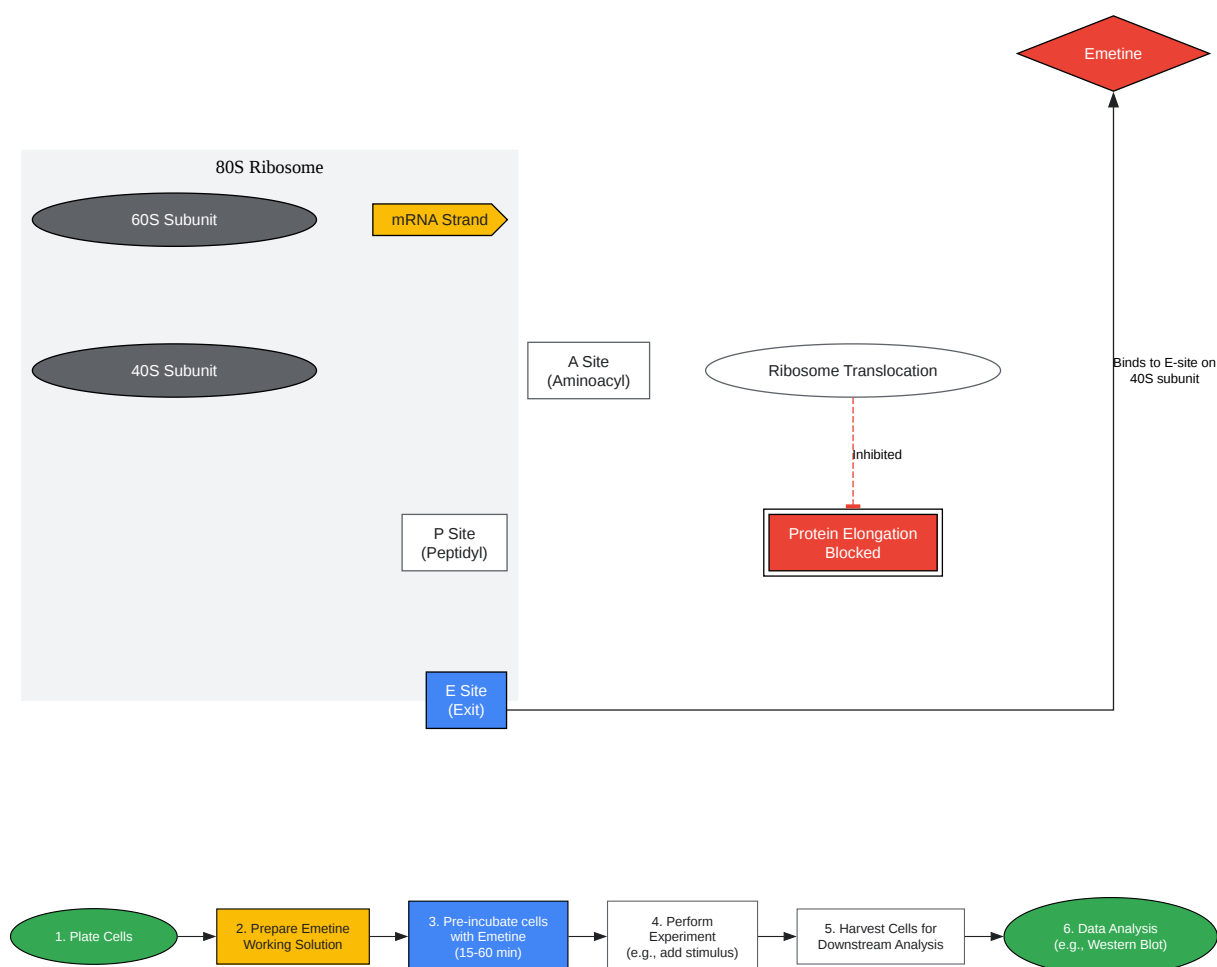 Emetine
80S Ribosome
60S Subunit
mRNA Strand
40S Subunit
A Site
(Aminoacyl)
Ribosome Translocation
Binds to E-site on
40S subunit
Inhibited
P Site
(Peptidyl)
Protein Elongation
Blocked
E Site
(Exit)
1. Plate Cells
2. Prepare Emetine
Working Solution
3. Pre-incubate cells
with Emetine
(15-60 min)
4. Perform
Experiment
(e.g., add stimulus)
5. Harvest Cells for
Downstream Analysis
6. Data Analysis
(e.g., Western Blot)